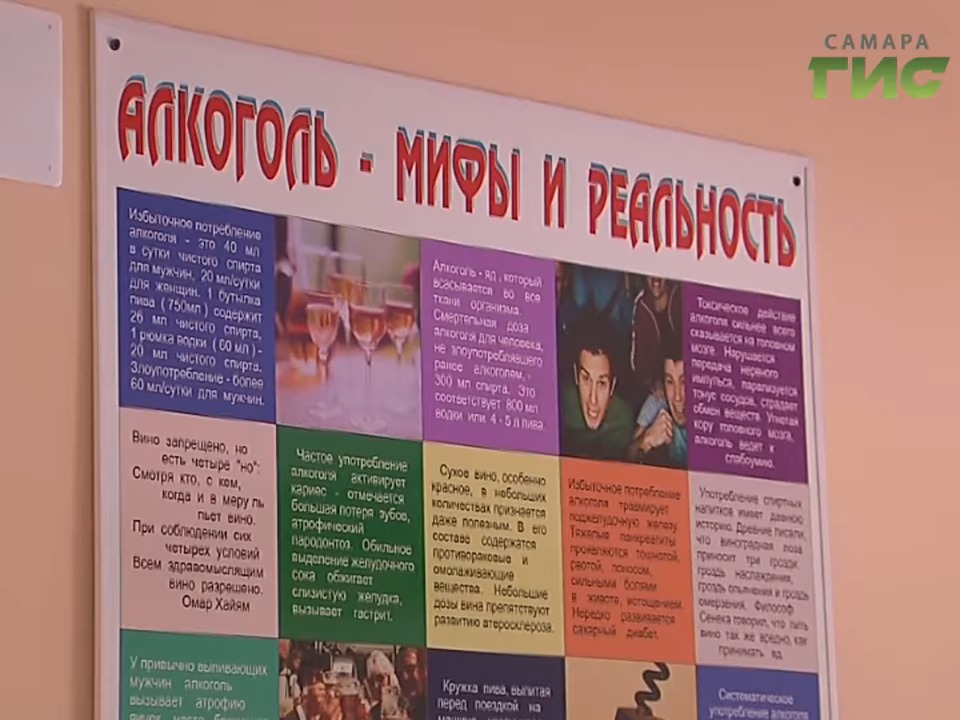 САМАРА
ГИС
АЛКОГОЛЬ - МИФЫ И РЕАЛЬНОСТЬ
Избыточное потребление
алкоголя - это 40 мл
в сутки чистого спирта
для мужчин, 20 мл/сутки
для женщин. 1 бутылка
пива (750мл) содержит
26 мл чистого спирта,
1 рюмка водки (60 мл) -
20 мл чистого спирта.
Злоупотребление - более
60 мл/сутки для мужчин.
Алкоголь - яд, который
всасывается во все
ткани организма.
Смертельная доза
алкоголя для человека,
не злоупотреблявшего
ранее алкоголем, -
300 мл спирта. Это
соответствует 800 мл
водки или 4 - 5 л пива.
Токсическое действие
алкоголя сильнее всего
сказывается на головном
мозге. Нарушается
передача нервного
импульса, парализуется
тонус сосудов, страдает
обмен веществ. Угнетая
кору головного мозга,
алкоголь ведет к
слабоумию.
Вино запрещено, но
есть четыре "но":
Смотря кто, с кем,
когда и в меру ль
пьет вино.
При соблюдении сих
четырех условий
Всем здравомыслящим
вино разрешено.
Омар Хайям
Частое употребление
алкоголя активирует
кариес - отмечается
большая потеря зубов,
атрофический
пародонтоз. Обильное
выделение желудочного
сока обжигает
слизистую желудка,
вызывает гастрит.
Сухое вино, особенно
красное, в небольших
количествах признается
даже полезным. В его
составе содержатся
противораковые и
омолаживающие
вещества. Небольшие
дозы вина препятствуют
развитию атеросклероза.
Избыточное потребление
алкоголя травмирует
поджелудочную железу
Тяжелые панкреатиты
проявляются тошнотой,
рвотой, поносом,
сильными болями
в животе, истощением.
Нередко развивается
сахарный диабет.
Употребление спиртных
напитков имеет давнюю
историю. Древние писали,
что виноградная лоза
приносит три грозди:
гроздь наслаждения,
гроздь опьянения и гроздь
омерзения. Философ
Сенека говорил, что пить
вино так же вредно, как
принимать яд.
У привычно выпивающих
мужчин алкоголь
вызывает атрофию
Кружка пива, выпитая
перед поездкой на
Систематическое
употребление алкоголя